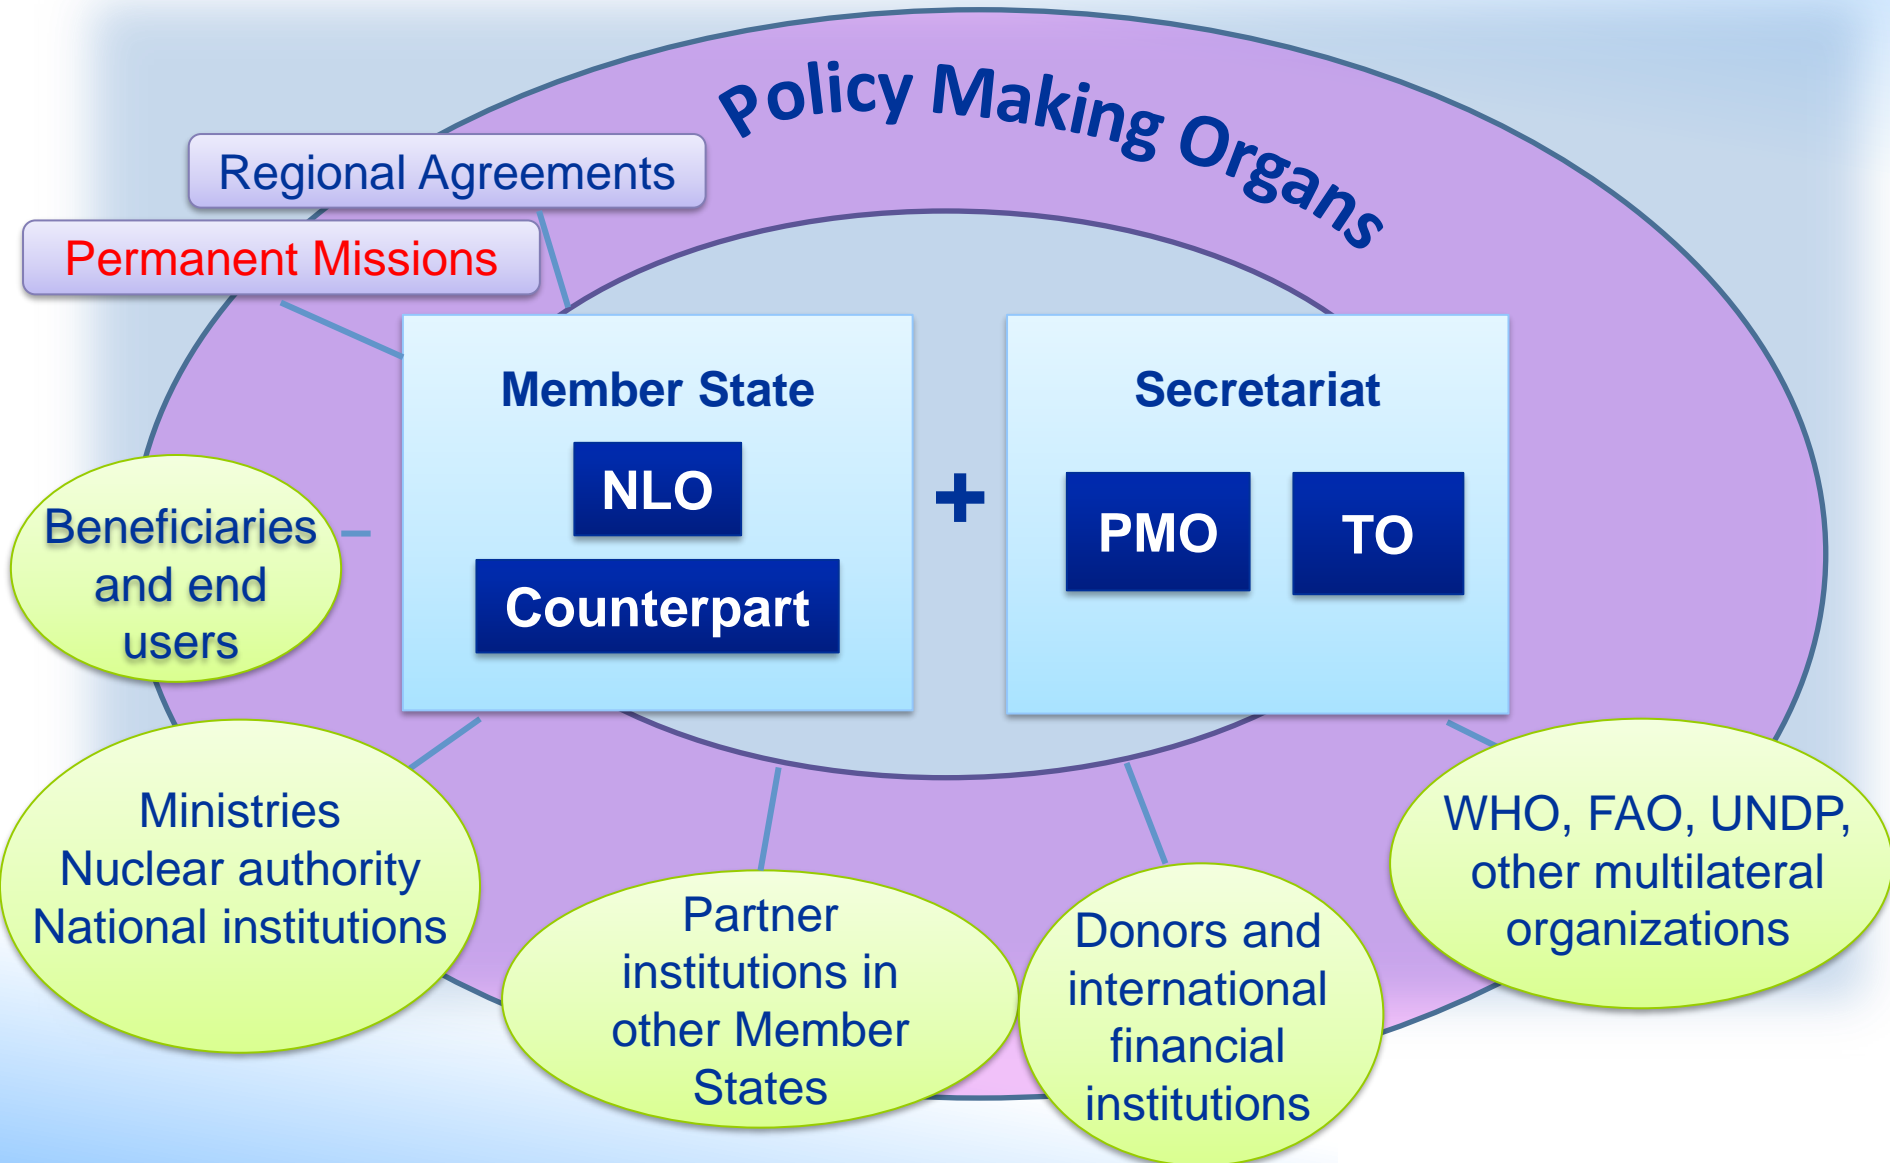 Policy Making Organs
Regional Agreements
Permanent Missions
Member State
NLO
Counterpart
+
Secretariat
PMO
TO
Beneficiaries
and end
users
Ministries
Nuclear authority
National institutions
Partner
institutions in
other Member
States
Donors and
international
financial
institutions
WHO, FAO, UNDP,
other multilateral
organizations